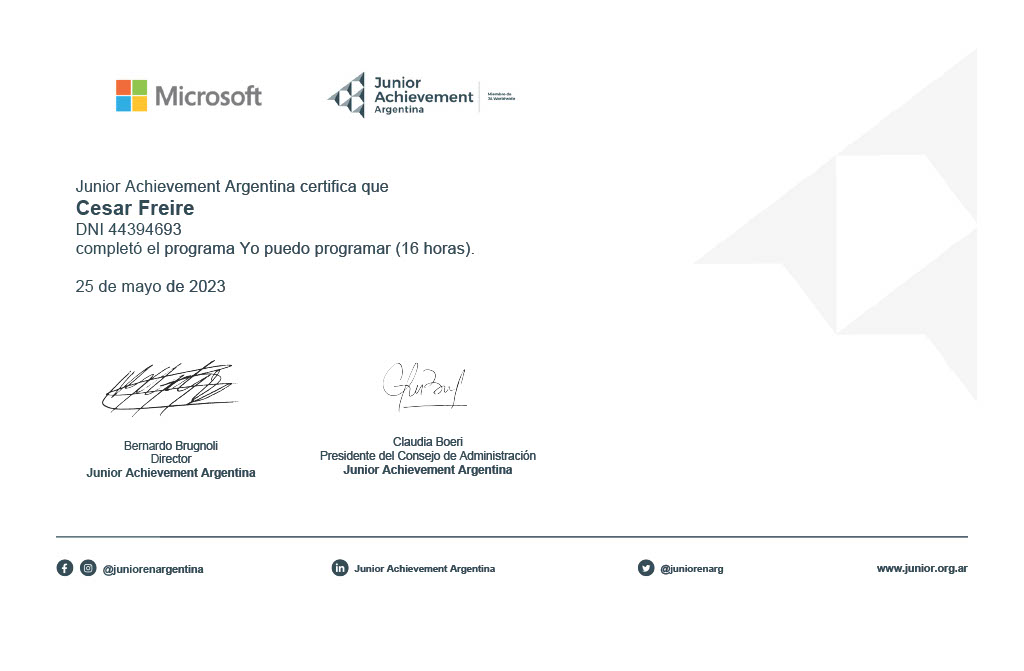 Microsoft
Junior
Achievement
Argentina
Miembro de
JA Worldwide
Junior Achievement Argentina certifica que
Cesar Freire
DNI 44394693
completó el programa Yo puedo programar (16 horas).
25 de mayo de 2023
Bernardo Brugnoli
Director
Junior Achievement Argentina
Claudia Boeri
Presidente del Consejo de Administración
Junior Achievement Argentina
@juniorenargentina
Junior Achievement Argentina
@juniorenarg
www.junior.org.ar